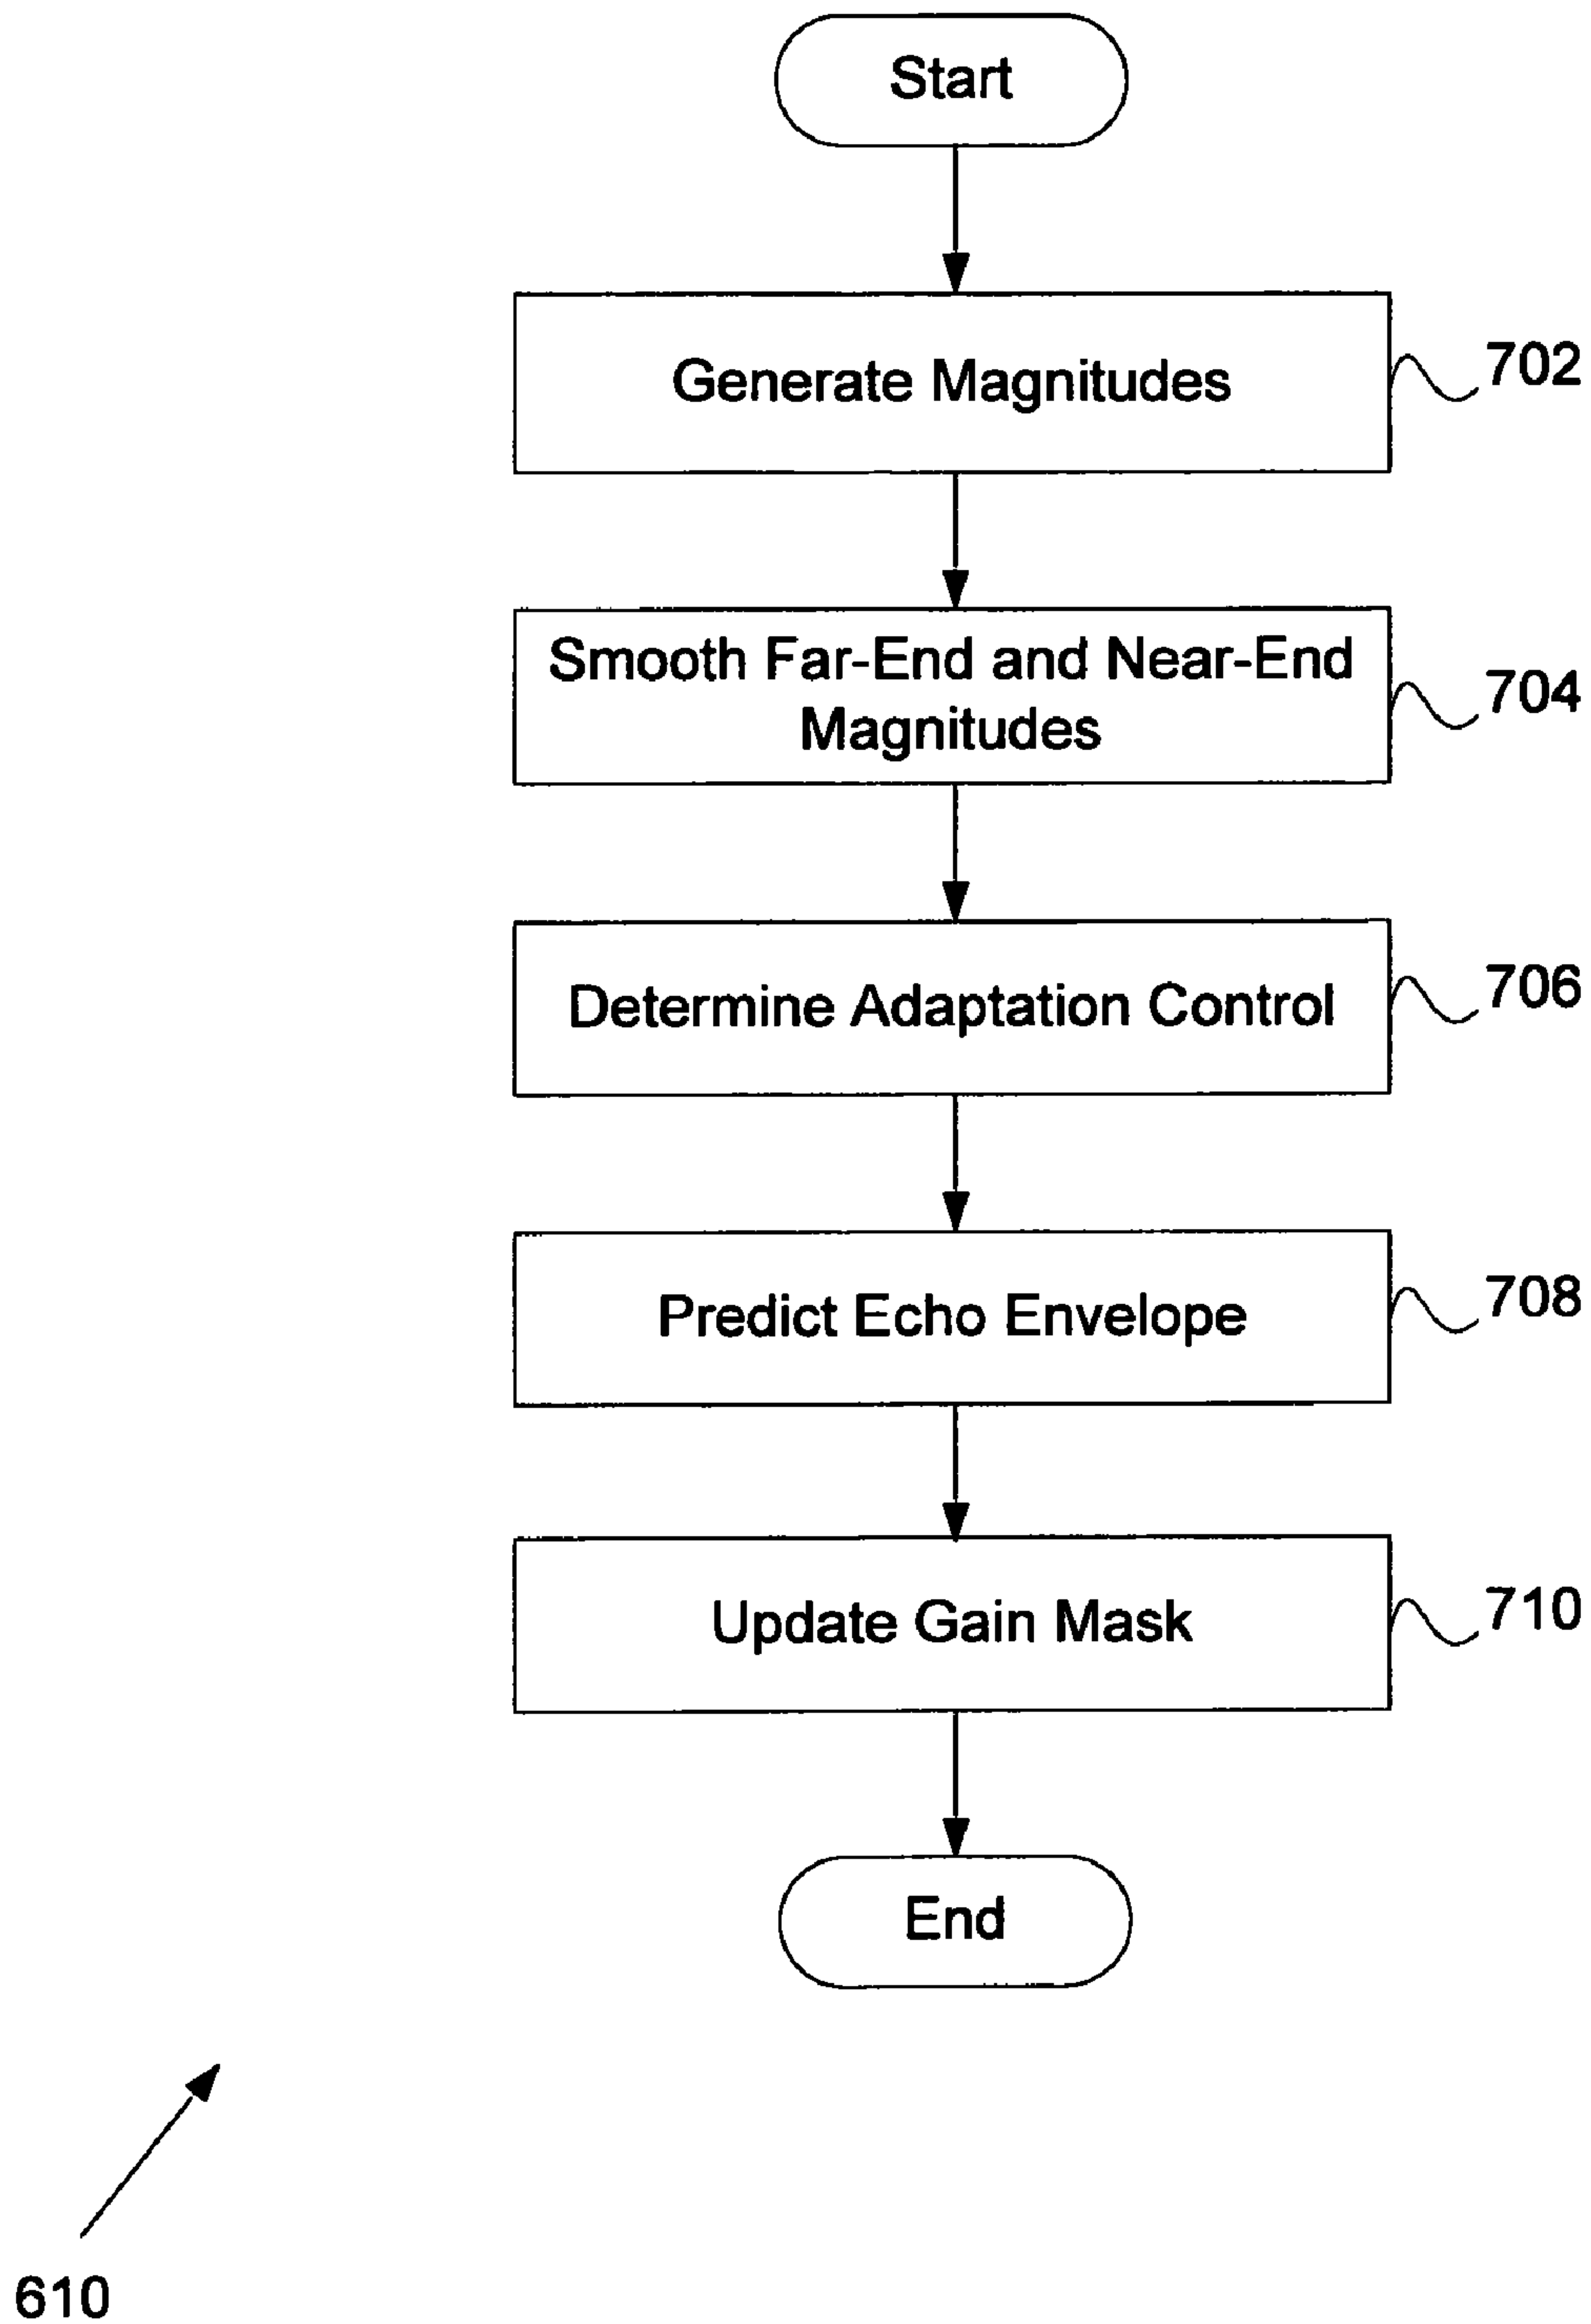 Start
Generate Magnitudes
702
Smooth Far-End and Near-End
Magnitudes
704
Determine Adaptation Control
706
Predict Echo Envelope
708
Update Gain Mask
710
End
610